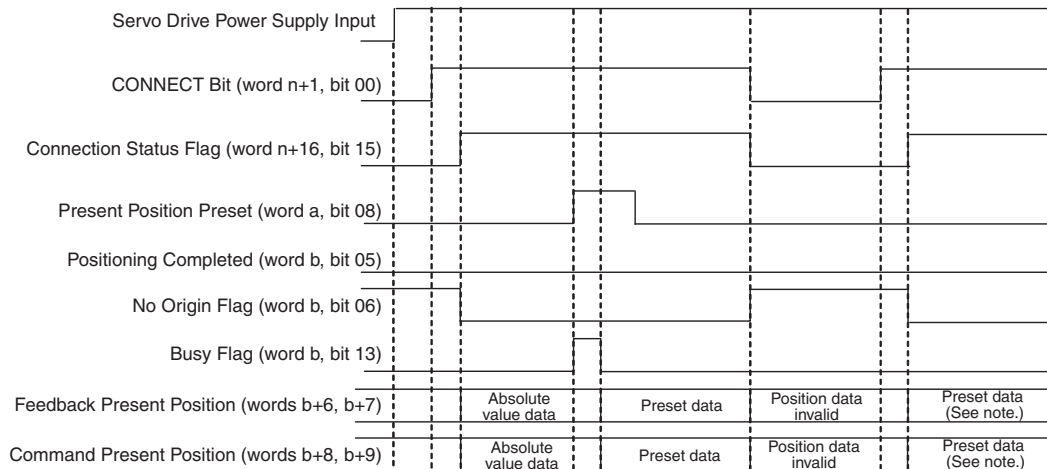 Servo Drive Power Supply Input
CONNECT Bit (word n+1, bit 00)
Connection Status Flag (word n+16, bit 15)
Present Position Preset (word a, bit 08)
Positioning Completed (word b, bit 05)
No Origin Flag (word b, bit 06)
Busy Flag (word b, bit 13)
Feedback Present Position (words b+6, b+7)
Absolute
value data
Preset data
Position data
invalid
Preset data
(See note.)
Command Present Position (words b+8, b+9)
Absolute
value data
Preset data
Position data
invalid
Preset data
(See note.)